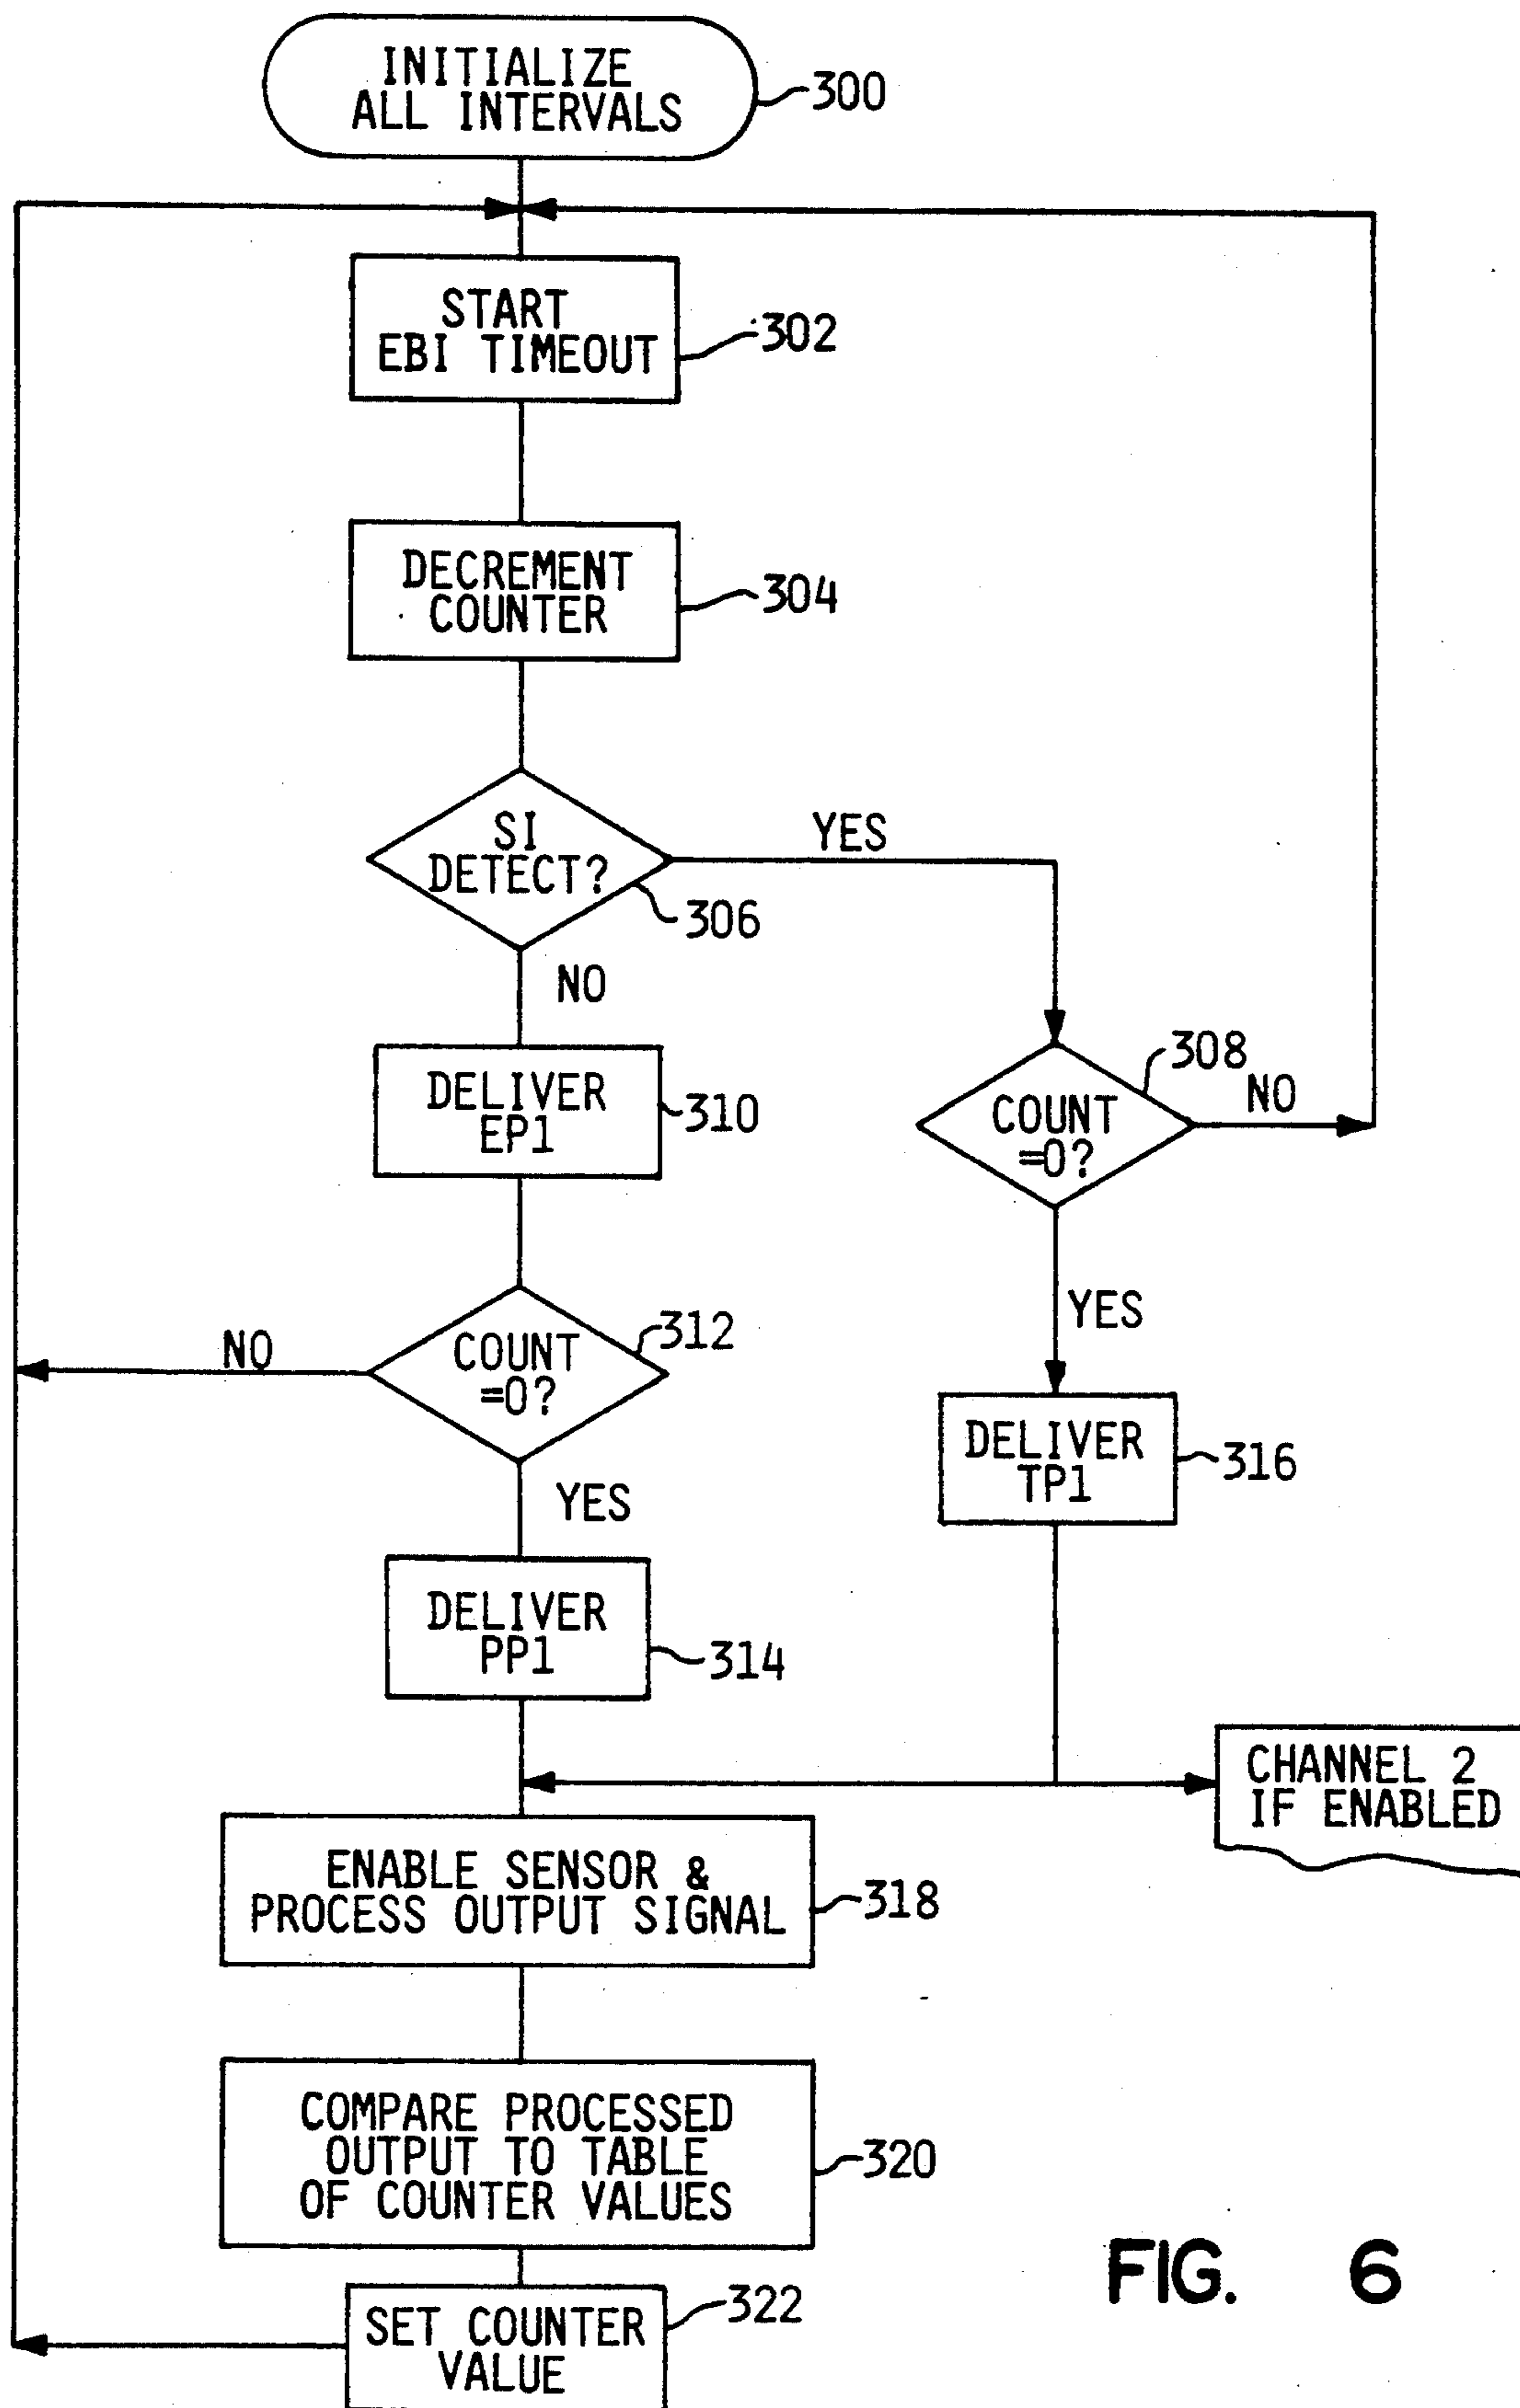 INITIALIZE
ALL INTERVALS
300
START
EBI TIMEOUT
302
DECREMENT
COUNTER
304
SI
DETECT?
306
YES
NO
DELIVER
EP1
310
COUNT
=0?
308
NO
YES
COUNT
=0?
312
NO
YES
DELIVER
TP1
316
DELIVER
PP1
314
CHANNEL 2
IF ENABLED
ENABLE SENSOR &
PROCESS OUTPUT SIGNAL
318
COMPARE PROCESSED
OUTPUT TO TABLE
OF COUNTER VALUES
320
SET COUNTER
VALUE
322
FIG. 6